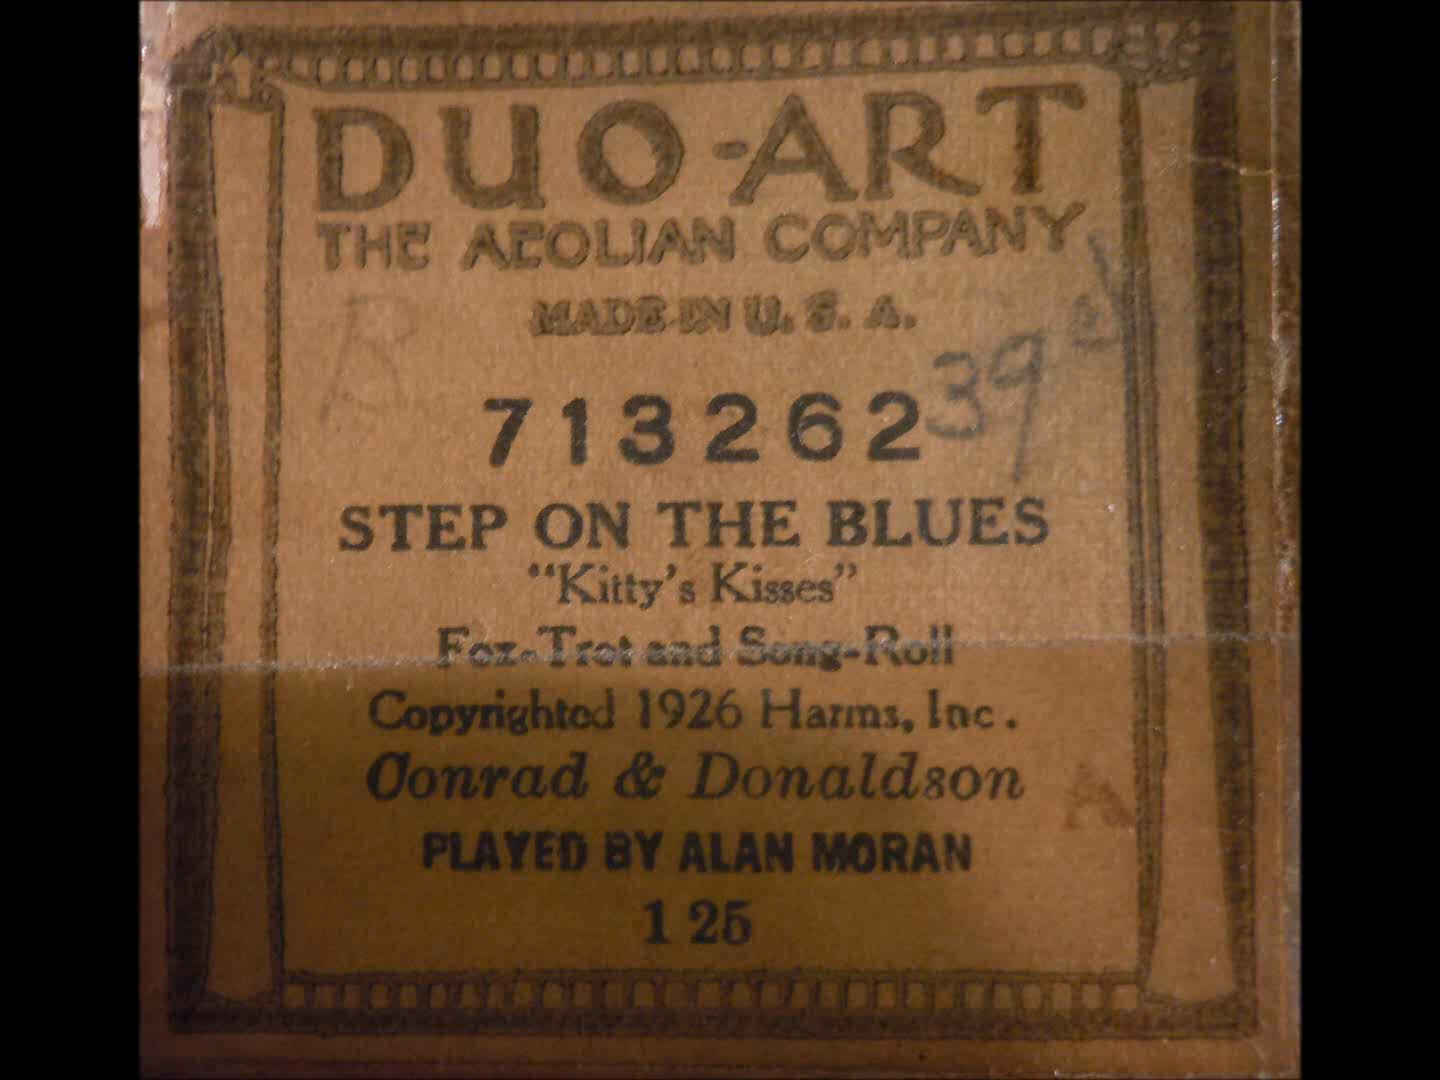 DUO-ART
THE AEOLIAN COMPANY
MADE IN U. S. A.
B
39
713262
STEP ON THE BLUES
"Kitty's Kisses"
Fox-Trot and Song-Roll
Copyrighted 1926 Harms, Inc.
Conrad & Donaldson
A
PLAYED BY ALAN MORAN
1 25